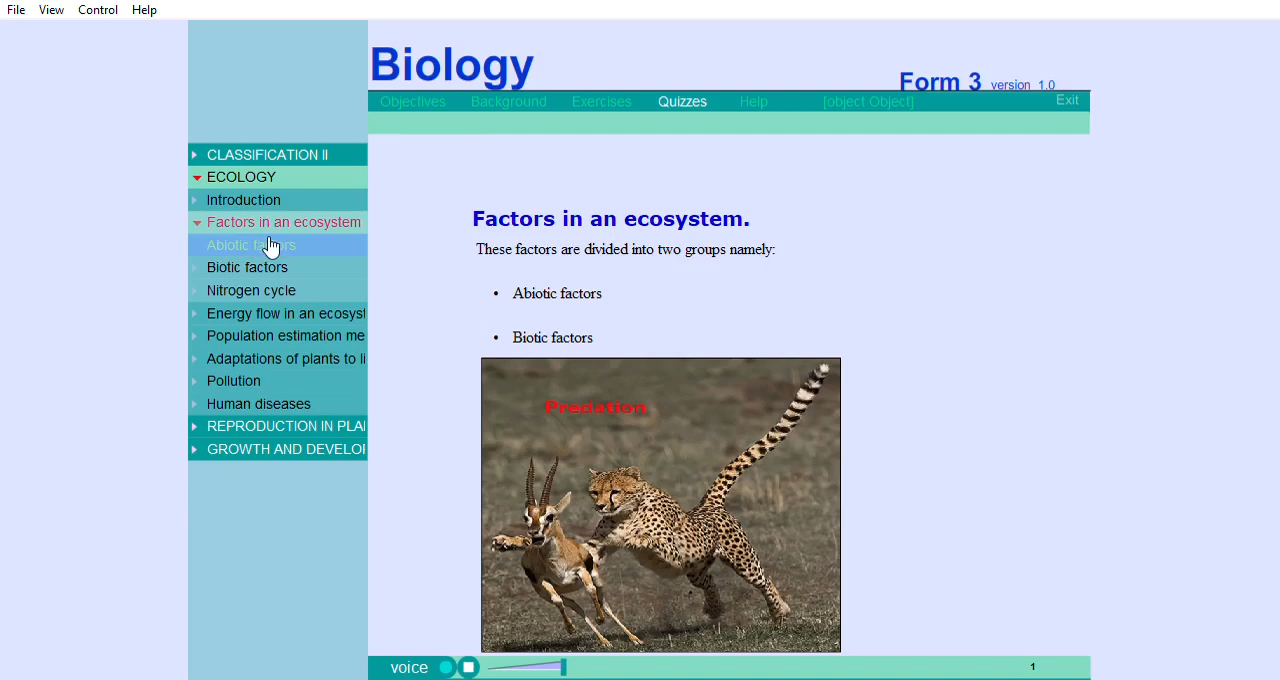 File View Control Help
Biology
Form 3 version 1.0
Objectives Background Exercises Quizzes Help [object Object] Exit
CLASSIFICATION II
ECOLOGY
Introduction
Factors in an ecosystem
Abiotic factors
Biotic factors
Nitrogen cycle
Energy flow in an ecosyst
Population estimation me
Adaptations of plants to li
Pollution
Human diseases
REPRODUCTION IN PLA
GROWTH AND DEVELO
Factors in an ecosystem.
These factors are divided into two groups namely:
• Abiotic factors
• Biotic factors
Predation
voice
1